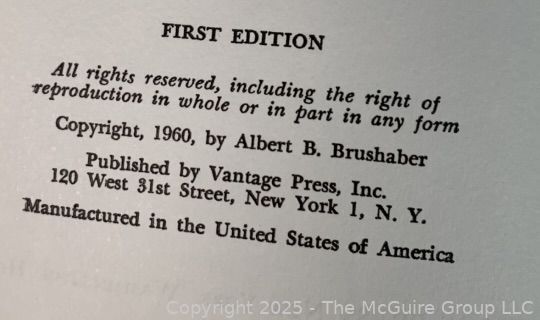 FIRST EDITION
All rights reserved, including the right of
reproduction in whole or in part in any form
Copyright, 1960, by Albert B. Brushaber
Published by Vantage Press, Inc.
120 West 31st Street, New York 1, N. Y.
Manufactured in the United States of America
Copyright 2025 - The McGuire Group LLC